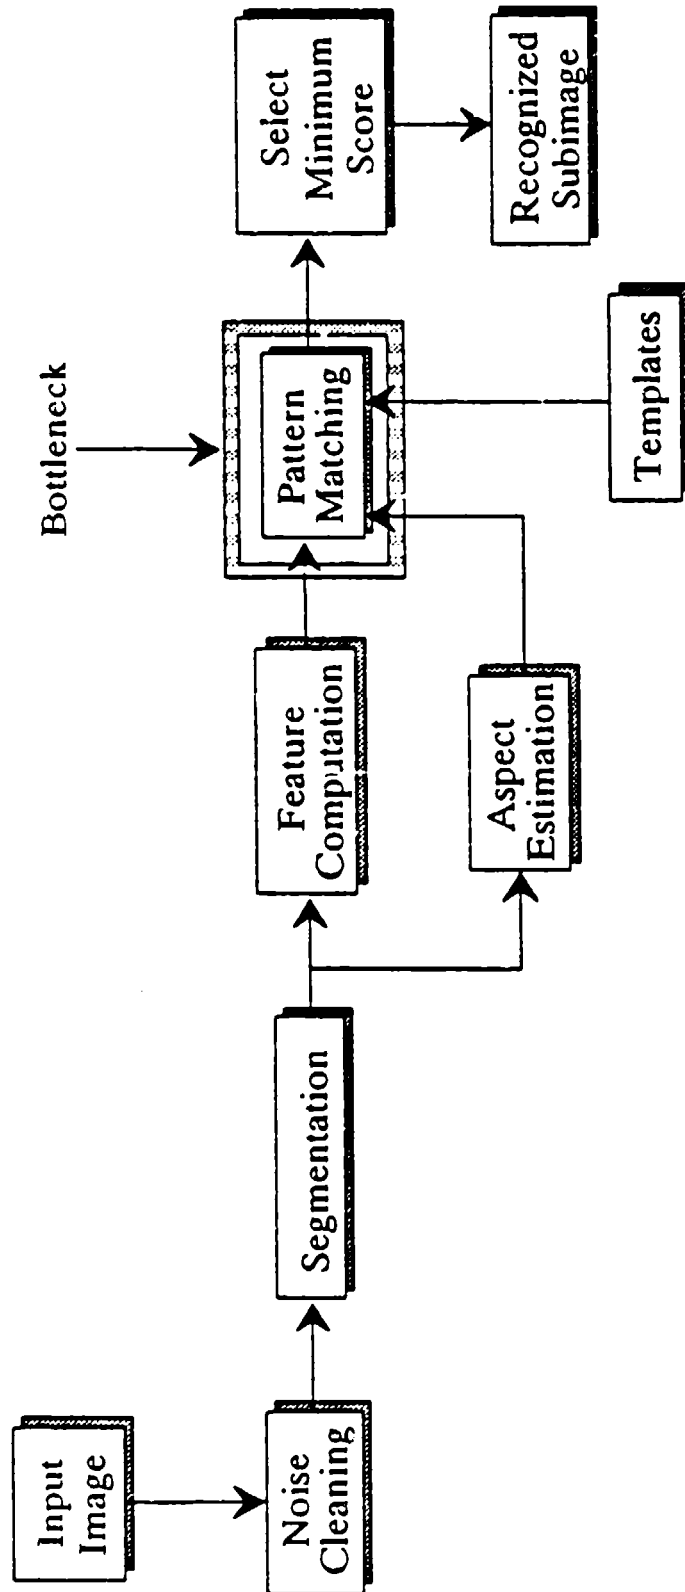 Input
Image
Noise
Cleaning
Segmentation
Feature
Computation
Aspect
Estimation
Bottleneck
Pattern
Matching
Templates
Select
Minimum
Score
Recognized
Subimage